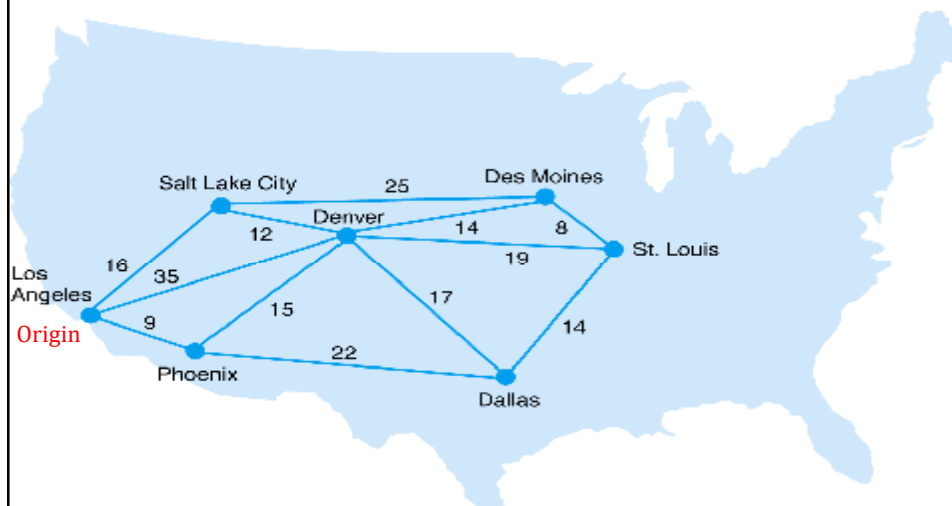 Des Moines
Salt Lake City
25
Denver
12
14
8
St. Louis
19
16
35
Los
Angeles
17
15
14
9
Origin
22
Phoenix
Dallas